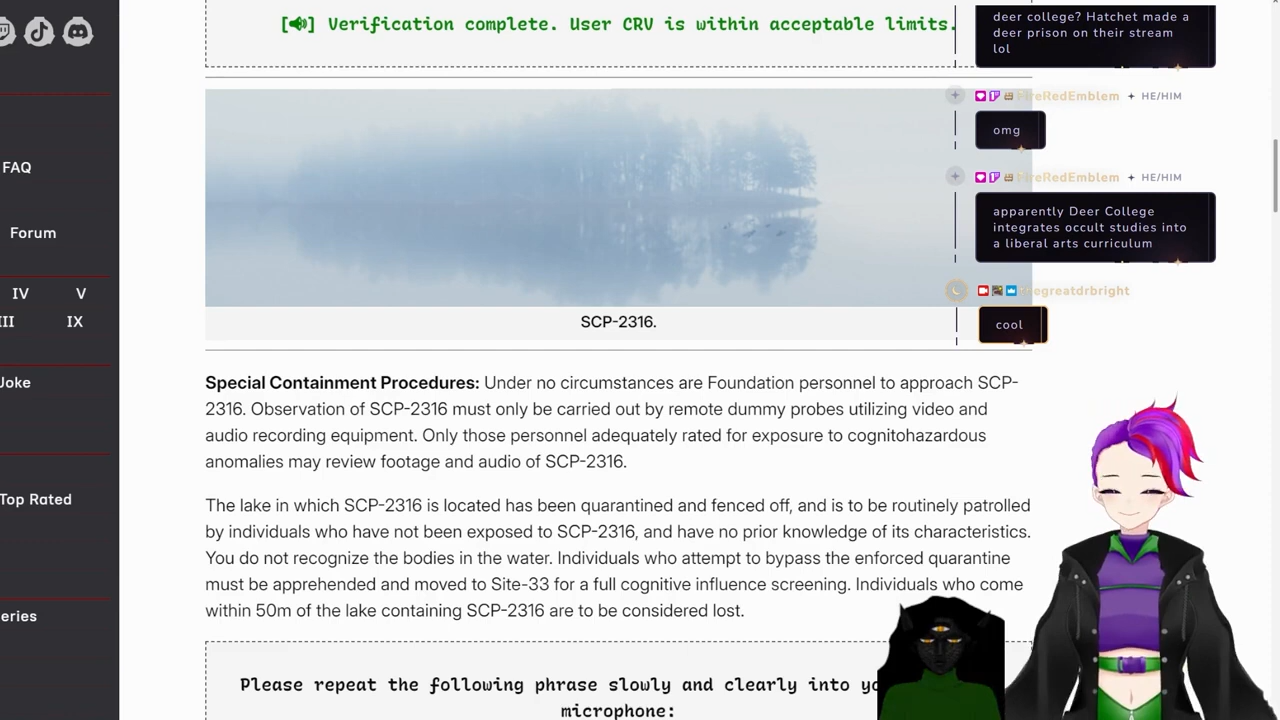 FAQ
Forum
IV V
III IX
Joke
Top Rated
eries
[🔊] Verification complete. User CRV is within acceptable limits.
SCP-2316.
Special Containment Procedures: Under no circumstances are Foundation personnel to approach SCP-
2316. Observation of SCP-2316 must only be carried out by remote dummy probes utilizing video and
audio recording equipment. Only those personnel adequately rated for exposure to cognitohazardous
anomalies may review footage and audio of SCP-2316.
The lake in which SCP-2316 is located has been quarantined and fenced off, and is to be routinely patrolled
by individuals who have not been exposed to SCP-2316, and have no prior knowledge of its characteristics.
You do not recognize the bodies in the water. Individuals who attempt to bypass the enforced quarantine
must be apprehended and moved to Site-33 for a full cognitive influence screening. Individuals who come
within 50m of the lake containing SCP-2316 are to be considered lost.
Please repeat the following phrase slowly and clearly into yo
microphone:
deer college? Hatchet made a
deer prison on their stream
lol
FireRedEmblem + HE/HIM
omg
FireRedEmblem + HE/HIM
apparently Deer College
integrates occult studies into
a liberal arts curriculum
thegreatdrbright
cool